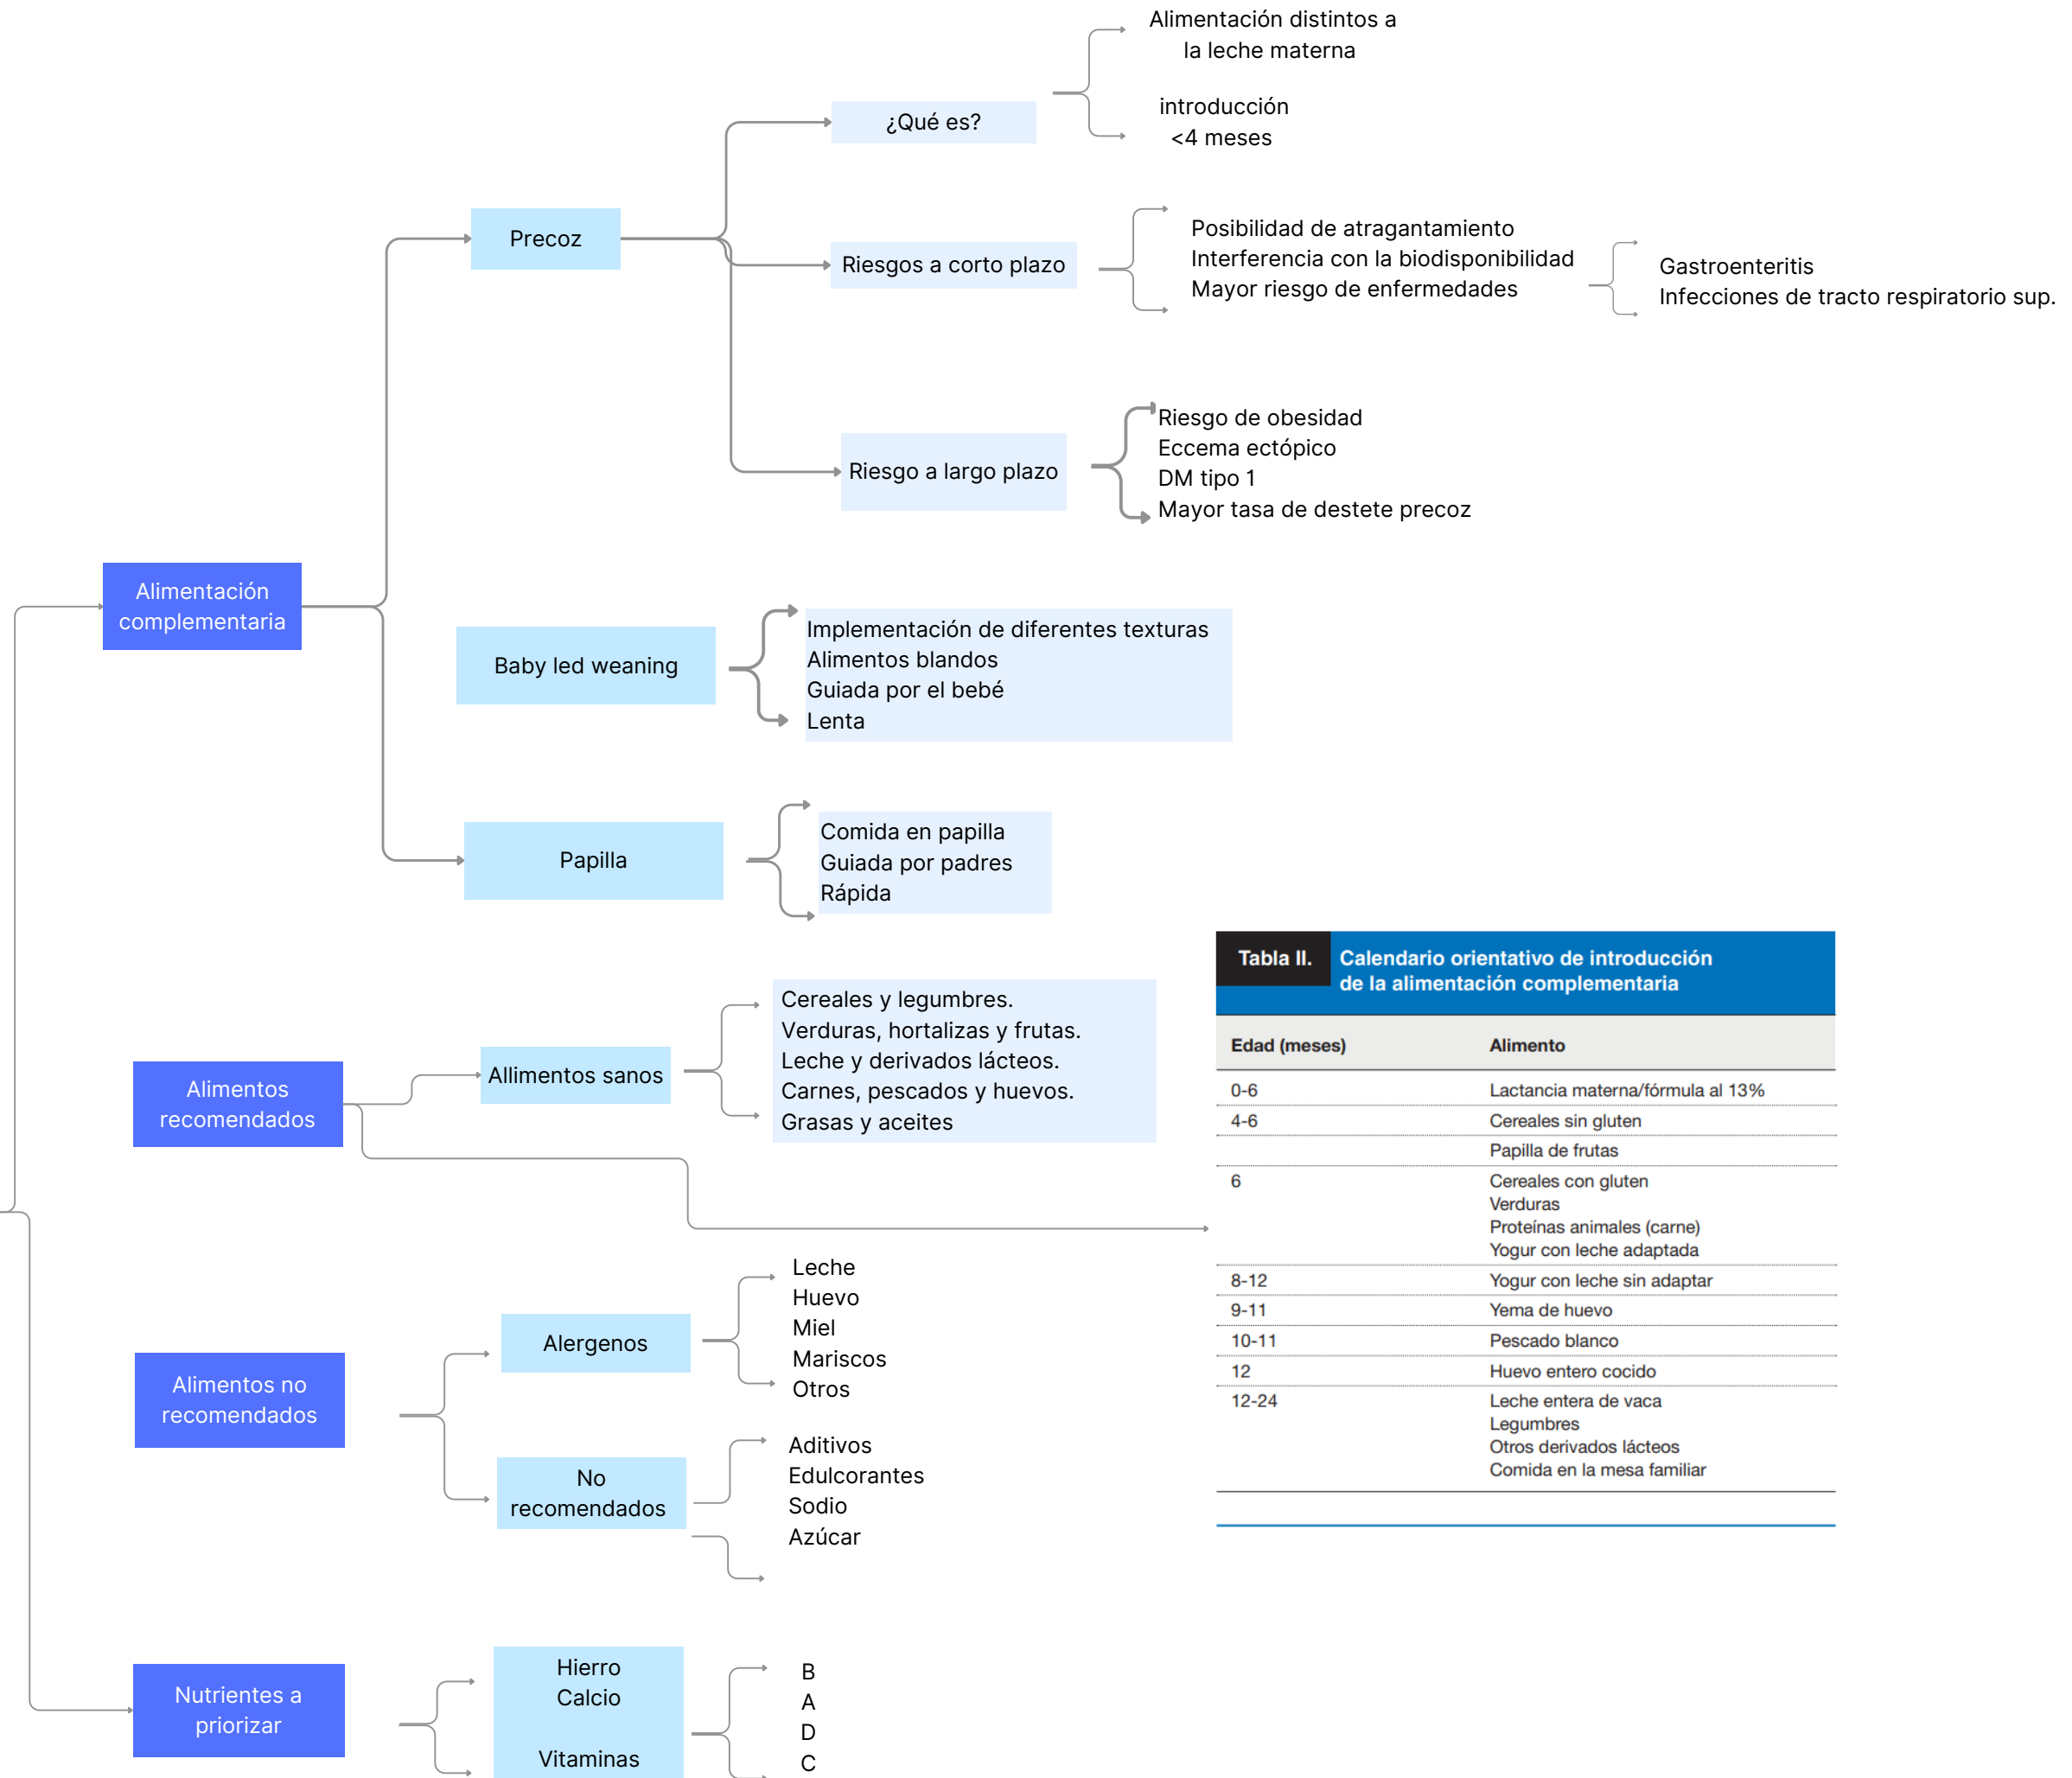 Alimentación distintos a
la leche materna
introducción
<4 meses
¿Qué es?
Precoz
Riesgos a corto plazo
Posibilidad de atragantamiento
Interferencia con la biodisponibilidad
Mayor riesgo de enfermedades
Gastroenteritis
Infecciones de tracto respiratorio sup.
Riesgo a largo plazo
Riesgo de obesidad
Eccema ectópico
DM tipo 1
Mayor tasa de destete precoz
Alimentación
complementaria
Baby led weaning
Implementación de diferentes texturas
Alimentos blandos
Guiada por el bebé
Lenta
Papilla
Comida en papilla
Guiada por padres
Rápida
Alimentos
recomendados
Allimentos sanos
Cereales y legumbres.
Verduras, hortalizas y frutas.
Leche y derivados lácteos.
Carnes, pescados y huevos.
Grasas y aceites
Tabla II. Calendario orientativo de introducción
de la alimentación complementaria
Edad (meses) Alimento
0-6 Lactancia materna/fórmula al 13%
4-6 Cereales sin gluten
Papilla de frutas
6 Cereales con gluten
Verduras
Proteínas animales (carne)
Yogur con leche adaptada
8-12 Yogur con leche sin adaptar
9-11 Yema de huevo
10-11 Pescado blanco
12 Huevo entero cocido
12-24 Leche entera de vaca
Legumbres
Otros derivados lácteos
Comida en la mesa familiar
Alimentos no
recomendados
Alergenos
Leche
Huevo
Miel
Mariscos
Otros
No
recomendados
Aditivos
Edulcorantes
Sodio
Azúcar
Nutrientes a
priorizar
Hierro
Calcio
Vitaminas
B
A
D
C